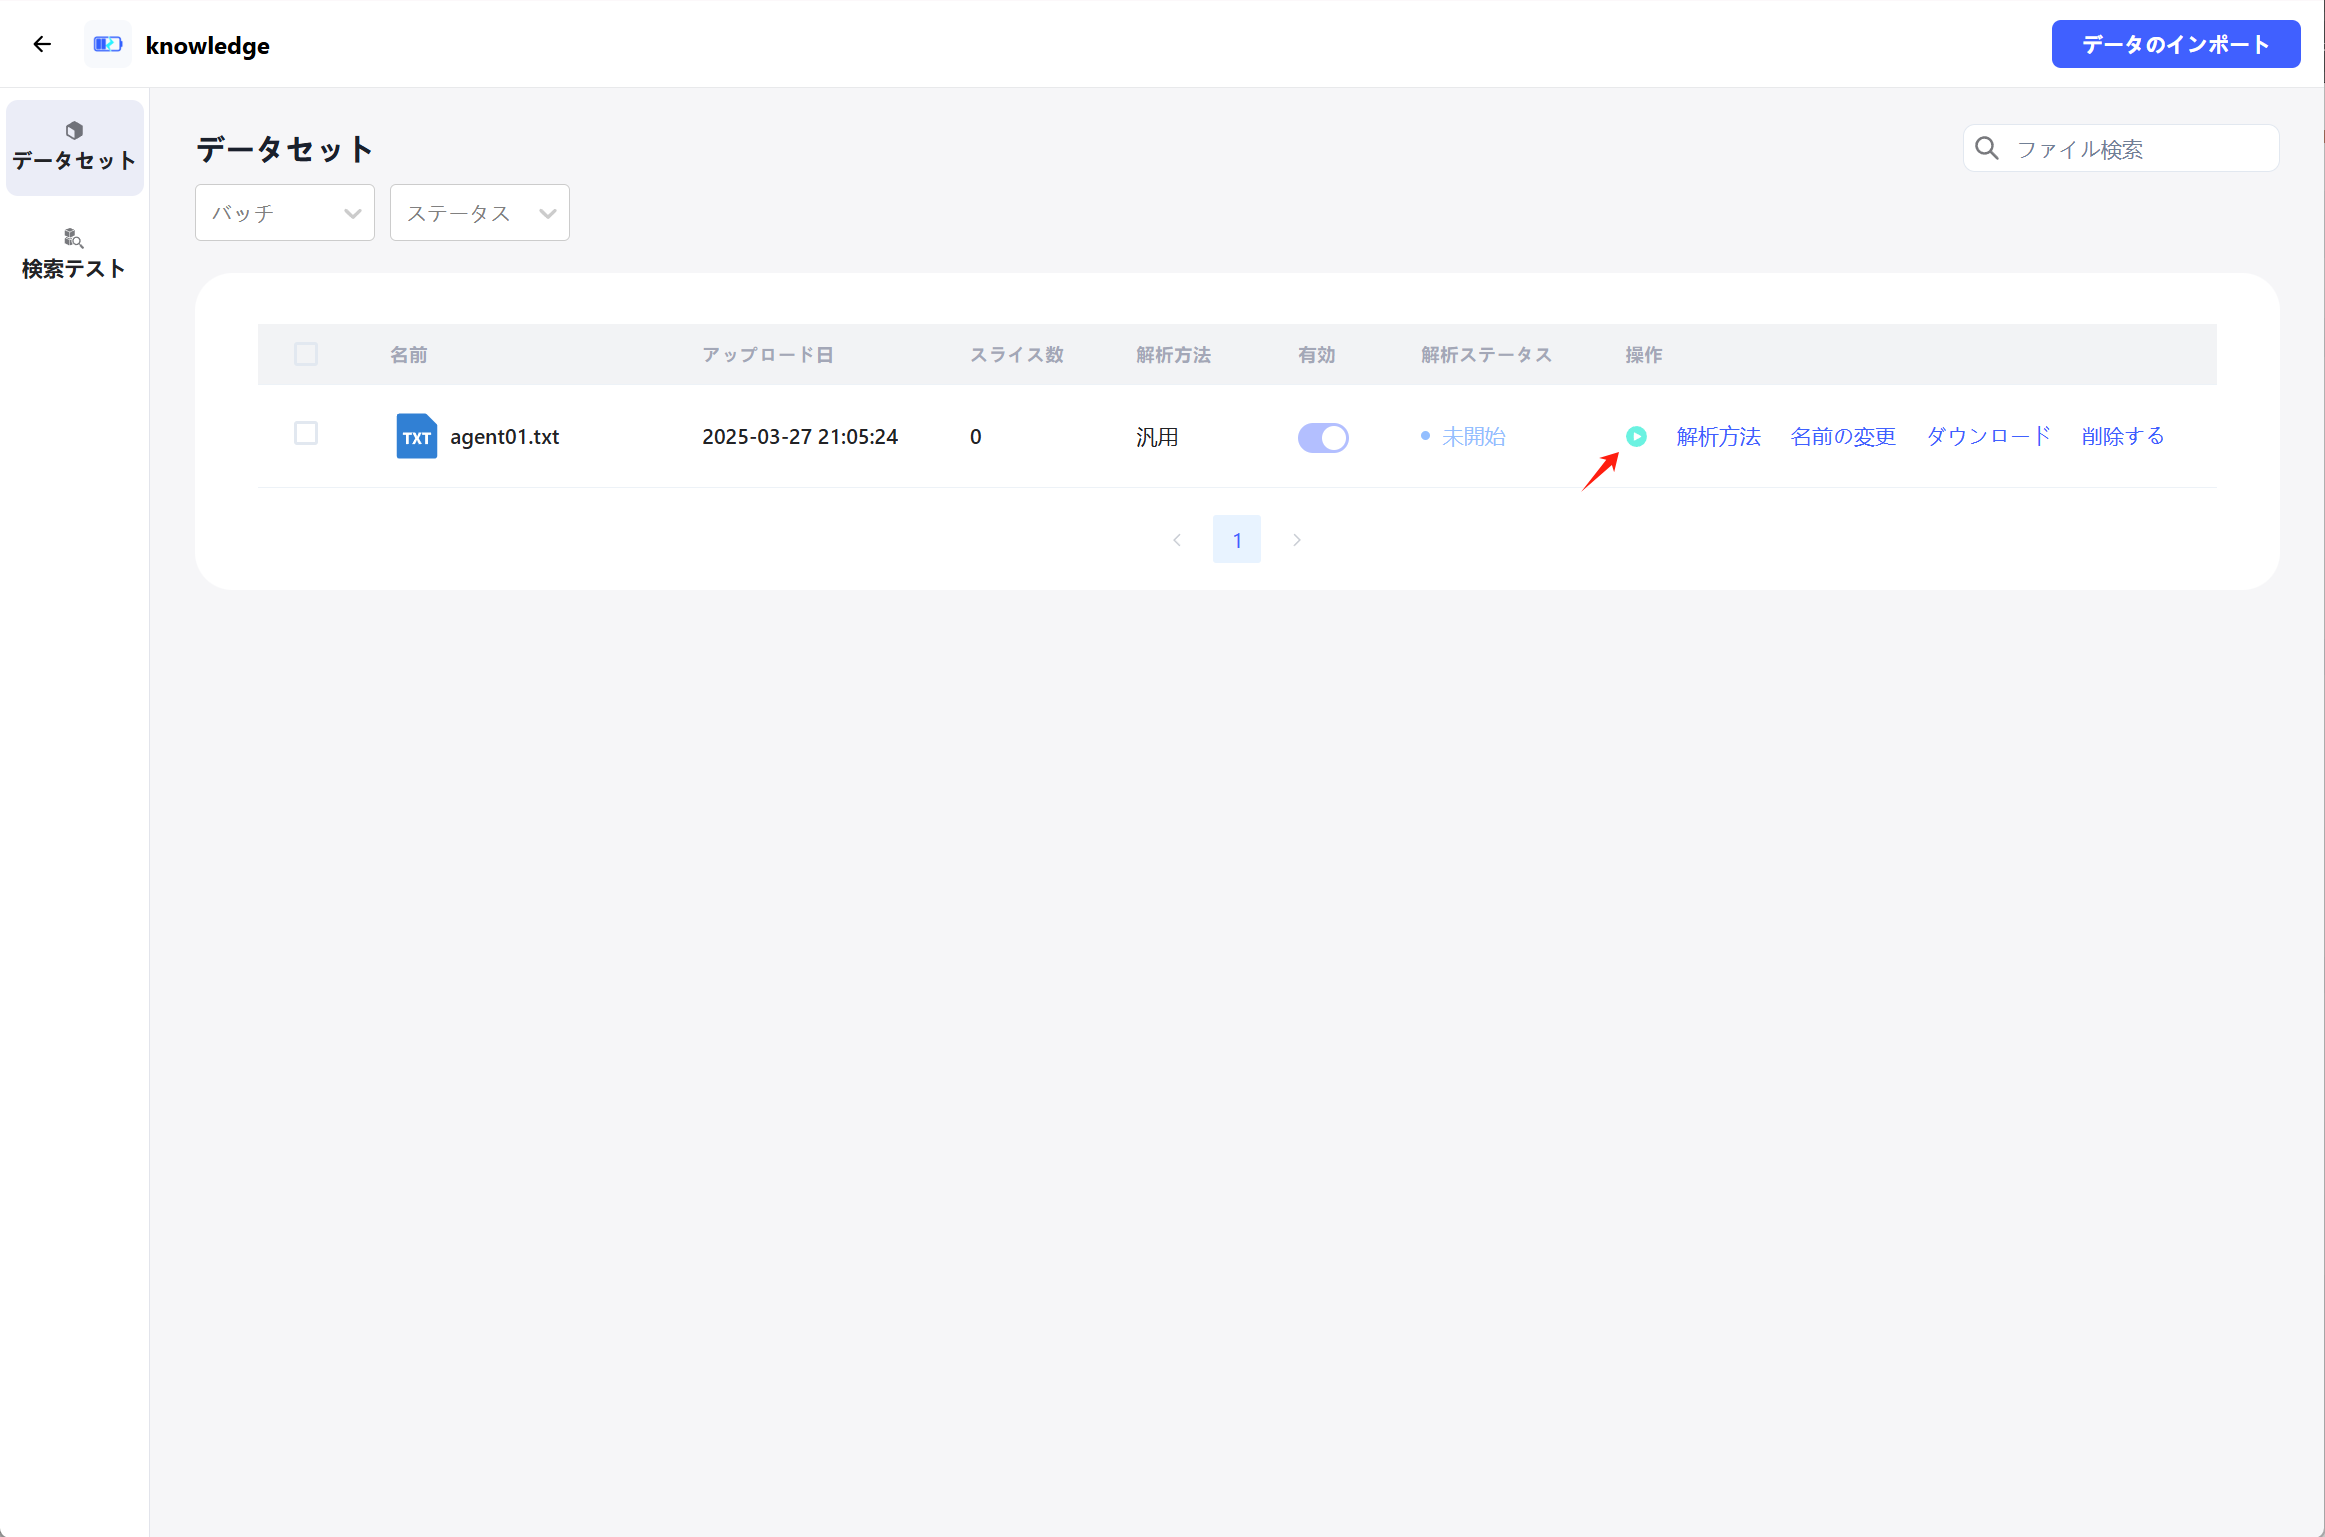 knowledge
データのインポート
データセット
検索テスト
データセット
ファイル検索
バッチ
ステータス
名前 アップロード日 スライス数 解析方法 有効 解析ステータス 操作
TXT agent01.txt 2025-03-27 21:05:24 0 汎用 未開始 解析方法 名前の変更 ダウンロード 削除する
1